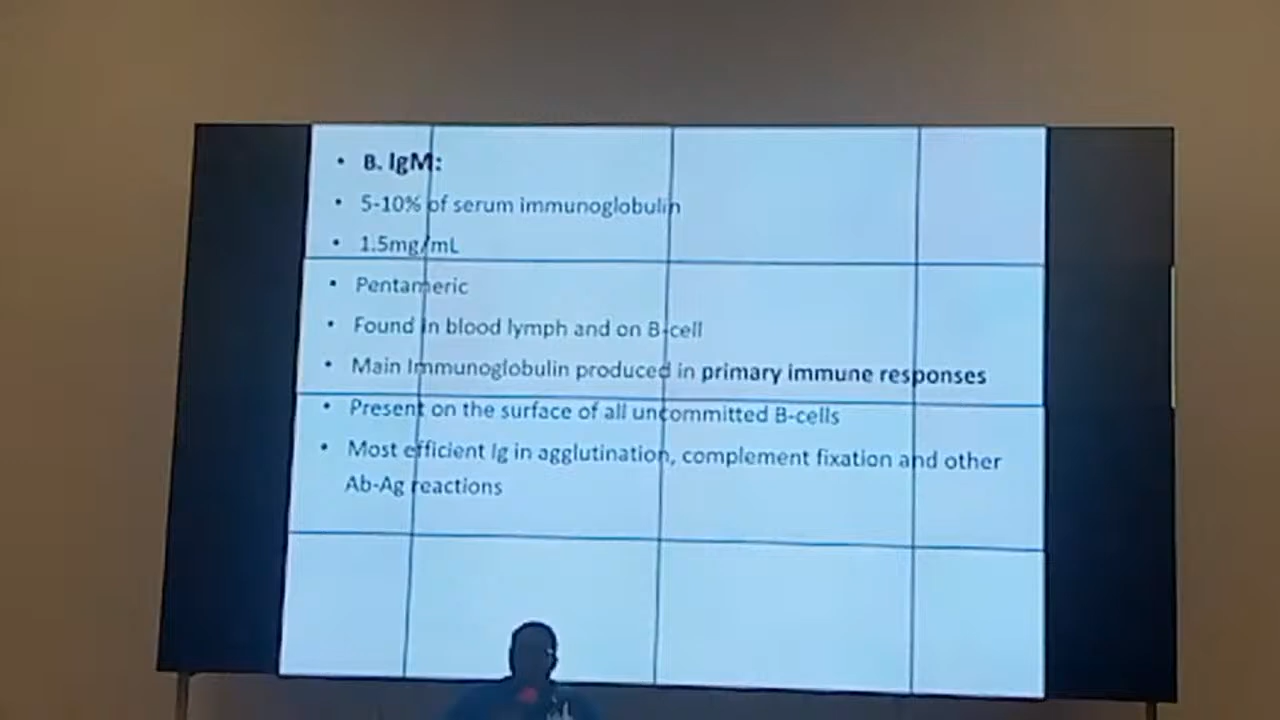 • B. IgM:
• 5-10% of serum immunoglobulin
• 1.5mg/mL
• Pentameric
• Found in blood lymph and on B-cell
• Main Immunoglobulin produced in primary immune responses
• Present on the surface of all uncommitted B-cells
• Most efficient Ig in agglutination, complement fixation and other
Ab-Ag reactions